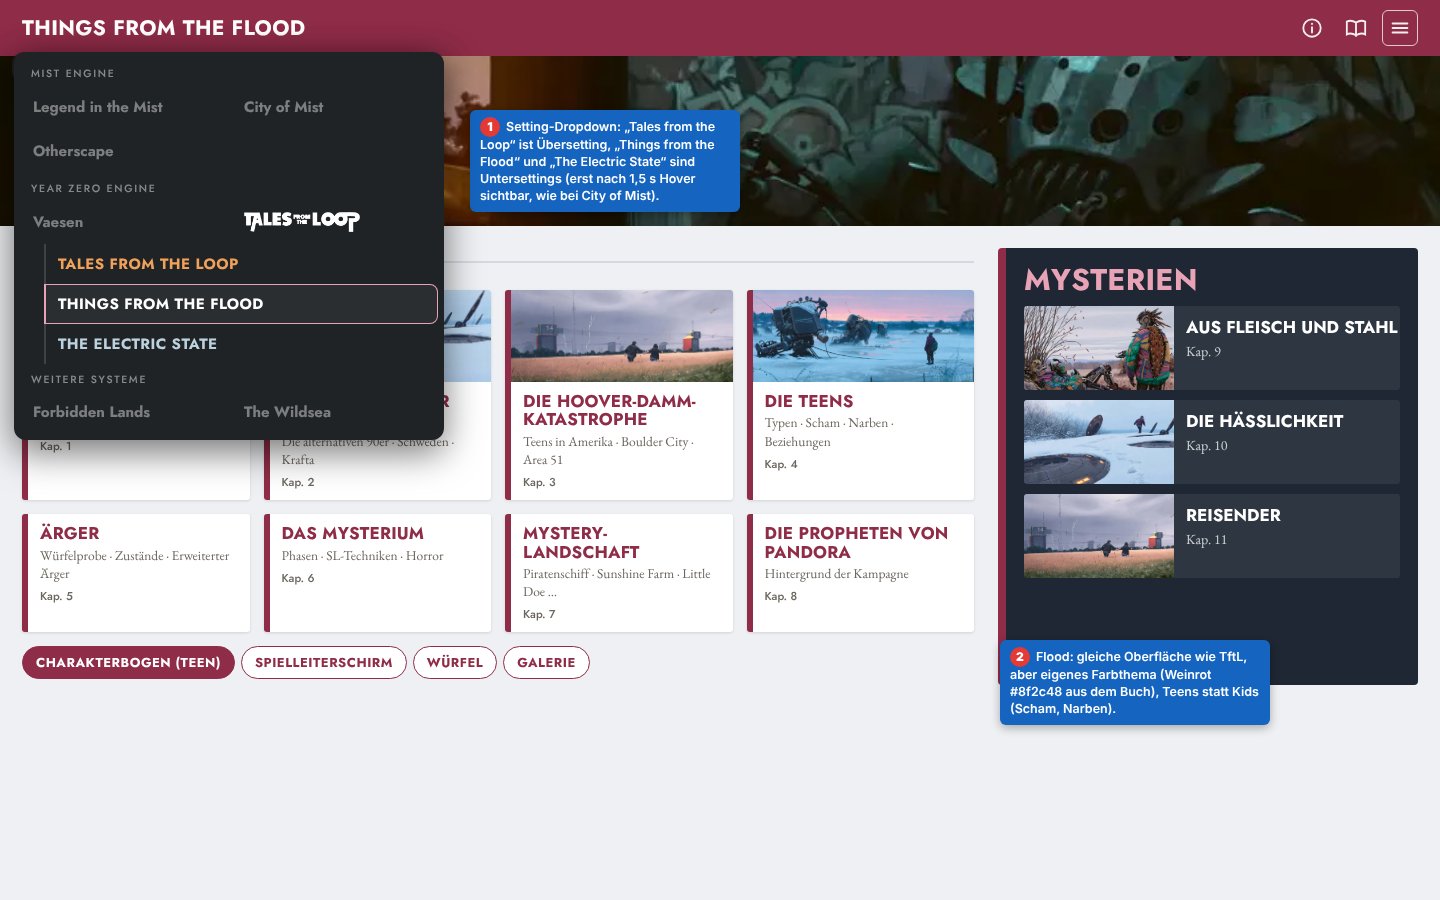 THINGS FROM THE FLOOD
MIST ENGINE
Legend in the Mist
City of Mist
Otherscape
YEAR ZERO ENGINE
Vaesen
TALES FROM THE LOOP
TALES FROM THE LOOP
THINGS FROM THE FLOOD
THE ELECTRIC STATE
WEITERE SYSTEME
Forbidden Lands
The Wildsea
1 Setting-Dropdown: „Tales from the
Loop“ ist Übersetting, „Things from the
Flood“ und „The Electric State“ sind
Untersettings (erst nach 1,5 s Hover
sichtbar, wie bei City of Mist).
Kap. 1
R
Die alternativen 90er · Schweden ·
Krafta
Kap. 2
DIE HOOVER-DAMM-
KATASTROPHE
Teens in Amerika · Boulder City ·
Area 51
Kap. 3
DIE TEENS
Typen · Scham · Narben ·
Beziehungen
Kap. 4
ÄRGER
Würfelprobe · Zustände · Erweiterter
Ärger
Kap. 5
DAS MYSTERIUM
Phasen · SL-Techniken · Horror
Kap. 6
MYSTERY-
LANDSCHAFT
Piratenschiff · Sunshine Farm · Little
Doe ...
Kap. 7
DIE PROPHETEN VON
PANDORA
Hintergrund der Kampagne
Kap. 8
CHARAKTERBOGEN (TEEN)
SPIELLEITERSCHIRM
WÜRFEL
GALERIE
MYSTERIEN
AUS FLEISCH UND STAHL
Kap. 9
DIE HÄSSLICHKEIT
Kap. 10
REISENDER
Kap. 11
2 Flood: gleiche Oberfläche wie TftL,
aber eigenes Farbthema (Weinrot
#8f2c48 aus dem Buch), Teens statt Kids
(Scham, Narben).